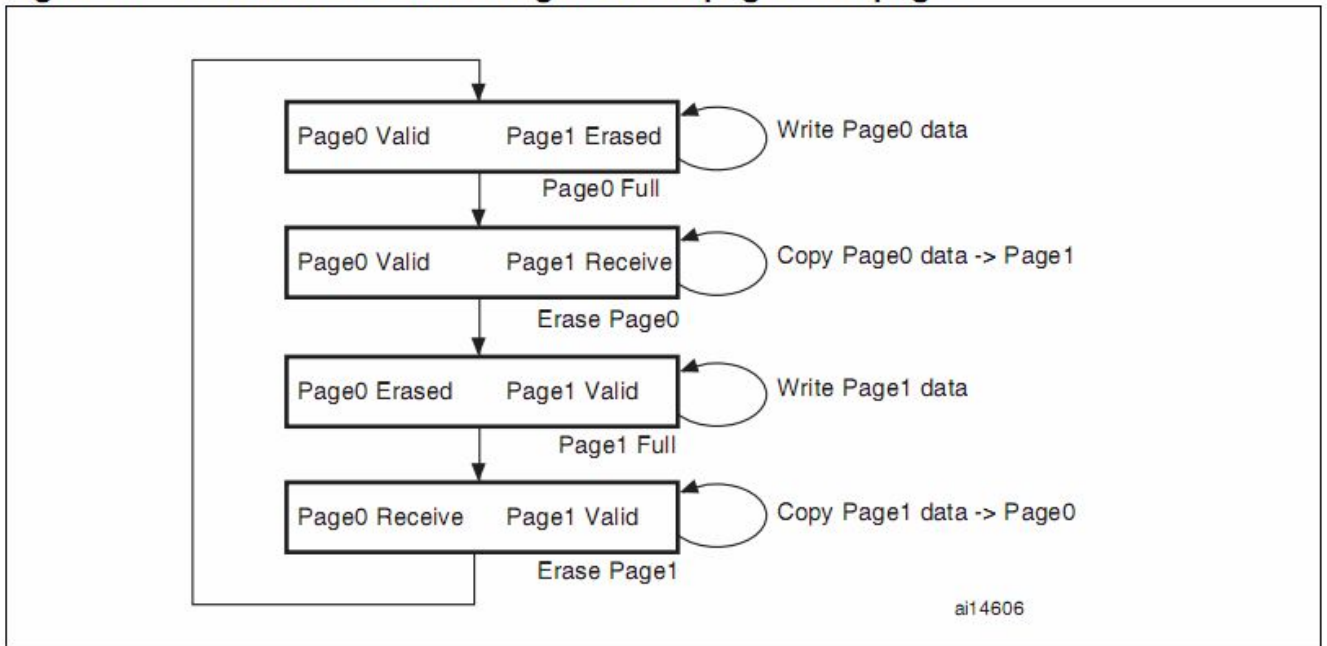 Page0 Valid Page1 Erased Write Page0 data
Page0 Full
Page0 Valid Page1 Receive Copy Page0 data -> Page1
Erase Page0
Page0 Erased Page1 Valid Write Page1 data
Page1 Full
Page0 Receive Page1 Valid Copy Page1 data -> Page0
Erase Page1
ai14606